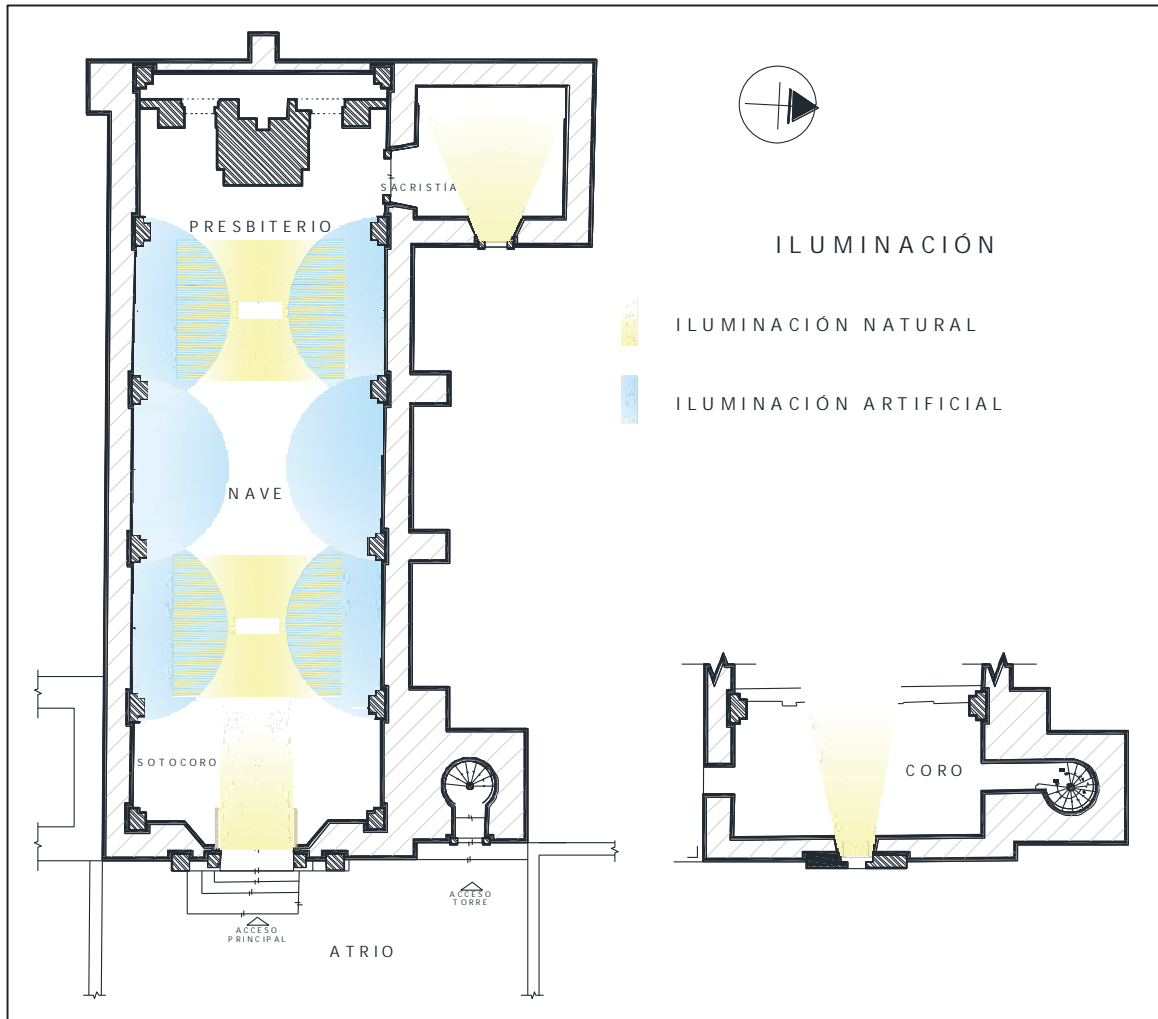 SACRISTÍA
PRESBITERIO
ILUMINACIÓN
ILUMINACIÓN NATURAL
ILUMINACIÓN ARTIFICIAL
NAVE
SOTOCORO
CORO
ACCESO
TORRE
ACCESO
PRINCIPAL
ATRIO